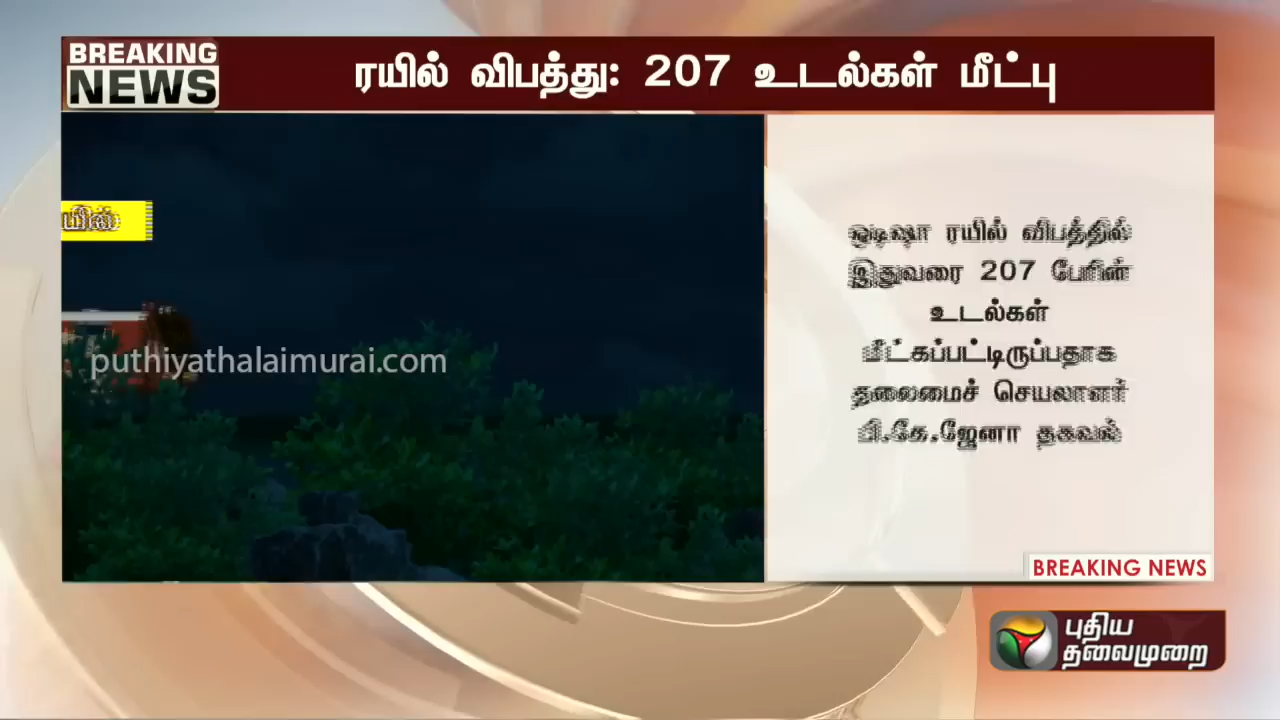 BREAKING
NEWS
ரயில் விபத்து: 207 உடல்கள் மீட்பு
யில்
puthiyathalaimurai.com
ஒடிஷா ரயில் விபத்தில்
இதுவரை 207 பேரின்
உடல்கள்
மீட்கப்பட்டிருப்பதாக
தலைமைச் செயலாளர்
பி.கே.ஜேனா தகவல்
BREAKING NEWS
புதிய
தலைமுறை